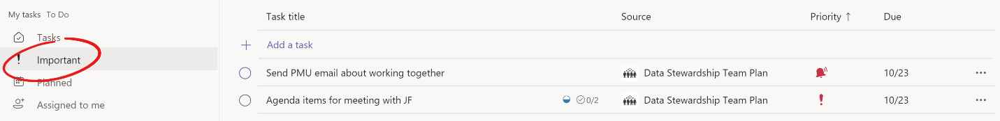 My tasks To Do
Tasks
Important
Planned
Assigned to me
Task title Source Priority ↑ Due
Add a task
Send PMU email about working together Data Stewardship Team Plan 10/23
Agenda items for meeting with JF 0/2 Data Stewardship Team Plan 10/23